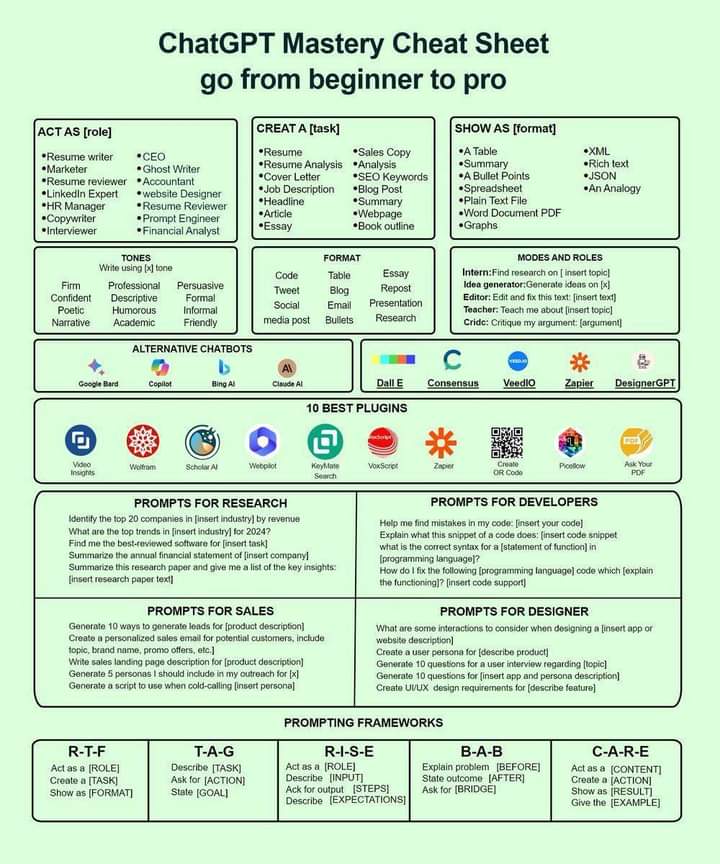 ChatGPT Mastery Cheat Sheet
go from beginner to pro
ACT AS [role]
•Resume writer
•Marketer
•Resume reviewer
•LinkedIn Expert
•HR Manager
•Copywriter
•Interviewer
•CEO
•Ghost Writer
•Accountant
•website Designer
•Resume Reviewer
•Prompt Engineer
•Financial Analyst
CREAT A [task]
•Resume
•Resume Analysis
•Cover Letter
•Job Description
•Headline
•Article
•Essay
•Sales Copy
•Analysis
•SEO Keywords
•Blog Post
•Summary
•Webpage
•Book outline
SHOW AS [format]
•A Table
•Summary
•A Bullet Points
•Spreadsheet
•Plain Text File
•Word Document PDF
•Graphs
•XML
•Rich text
•JSON
•An Analogy
TONES
Write using [x] tone
Firm
Confident
Poetic
Narrative
Professional
Descriptive
Humorous
Academic
Persuasive
Formal
Informal
Friendly
FORMAT
Code
Tweet
Social
media post
Table
Blog
Email
Bullets
Essay
Repost
Presentation
Research
MODES AND ROLES
Intern:Find research on [ insert topic]
Idea generator:Generate ideas on [x]
Editor: Edit and fix this text: [insert text]
Teacher: Teach me about [insert topic]
Cridc: Critique my argument: [argument]
ALTERNATIVE CHATBOTS
Google Bard
Copilot
Bing AI
A\
Claude AI
Dall E
Consensus
VEED.IO
VeedIO
Zapier
DesignerGPT
10 BEST PLUGINS
Video
Insights
Wolfram
Scholar AI
Webpilot
KeyMate
Search
VoxScript
VoxScript
Zapier
Create
QR Code
Picellow
PDF
Ask Your
PDF
PROMPTS FOR RESEARCH
Identify the top 20 companies in [insert industry] by revenue
What are the top trends in [insert industry] for 2024?
Find me the best-reviewed software for [insert task]
Summarize the annual financial statement of [insert company]
Summarize this research paper and give me a list of the key insights:
[insert research paper text]
PROMPTS FOR DEVELOPERS
Help me find mistakes in my code: [insert your code]
Explain what this snippet of a code does: [insert code snippet
what is the correct syntax for a [statement of function] in
[programming language]?
How do I fix the following [programming language] code which [explain
the functioning]? [insert code support]
PROMPTS FOR SALES
Generate 10 ways to generate leads for [product description]
Create a personalized sales email for potential customers, include
topic, brand name, promo offers, etc.]
Write sales landing page description for [product description]
Generate 5 personas I should include in my outreach for [x]
Generate a script to use when cold-calling [insert persona]
PROMPTS FOR DESIGNER
What are some interactions to consider when designing a [insert app or
website description]
Create a user persona for [describe product]
Generate 10 questions for a user interview regarding [topic]
Generate 10 questions for [insert app and persona description]
Create UI/UX design requirements for [describe feature]
PROMPTING FRAMEWORKS
R-T-F
Act as a [ROLE]
Create a [TASK]
Show as [FORMAT]
T-A-G
Describe [TASK]
Ask for [ACTION]
State [GOAL]
R-I-S-E
Act as a [ROLE]
Describe [INPUT]
Ack for output [STEPS]
Describe [EXPECTATIONS]
B-A-B
Explain problem [BEFORE]
State outcome [AFTER]
Ask for [BRIDGE]
C-A-R-E
Act as a [CONTENT]
Create a [ACTION]
Show as [RESULT]
Give the [EXAMPLE]